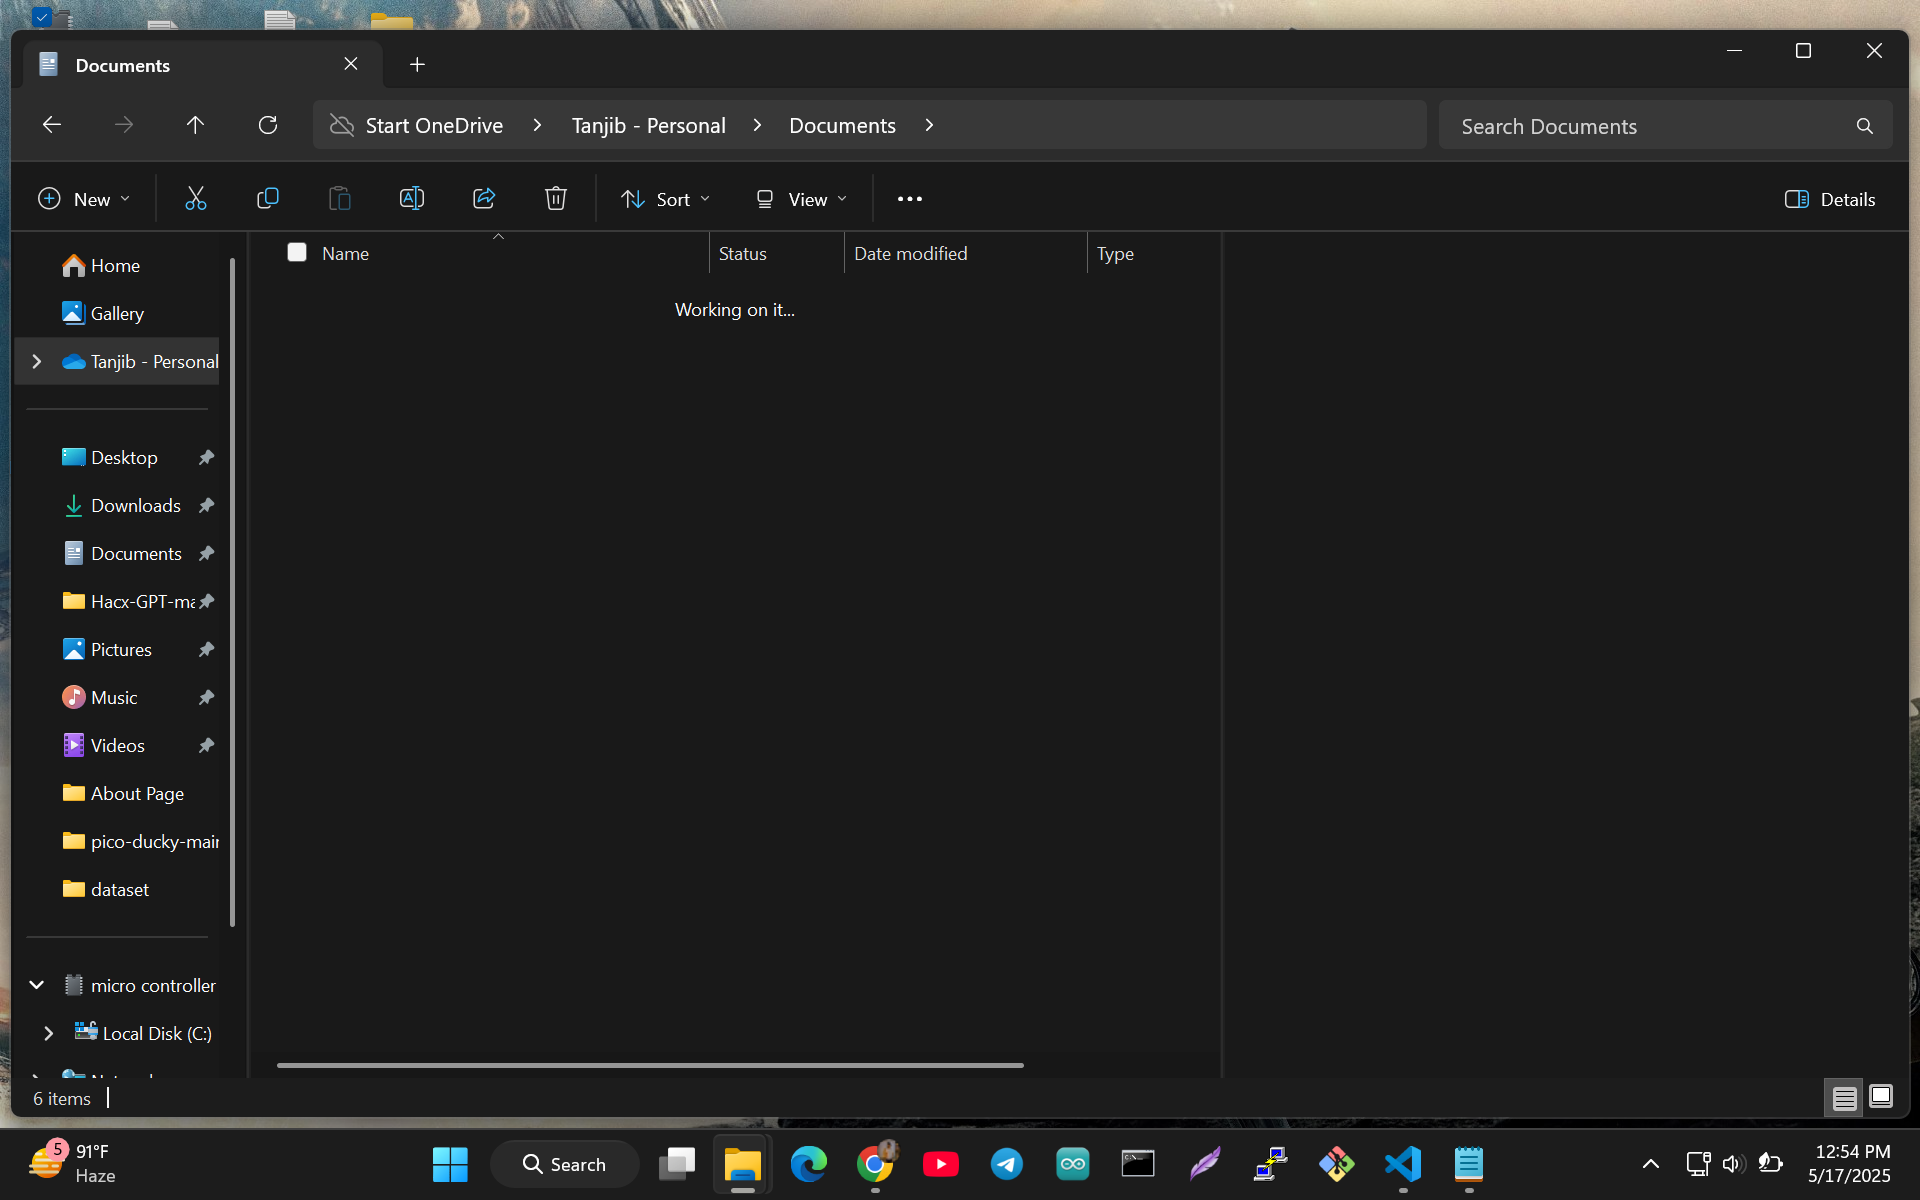 Documents
Start OneDrive
Tanjib - Personal
Documents
Search Documents
New
Sort
View
Details
Name
Status
Date modified
Type
Working on it...
Home
Gallery
Tanjib - Personal
Desktop
Downloads
Documents
Hacx-GPT-ma
Pictures
Music
Videos
About Page
pico-ducky-main
dataset
micro controller
Local Disk (C:)
6 items
5
91°F
Haze
Search
12:54 PM
5/17/2025